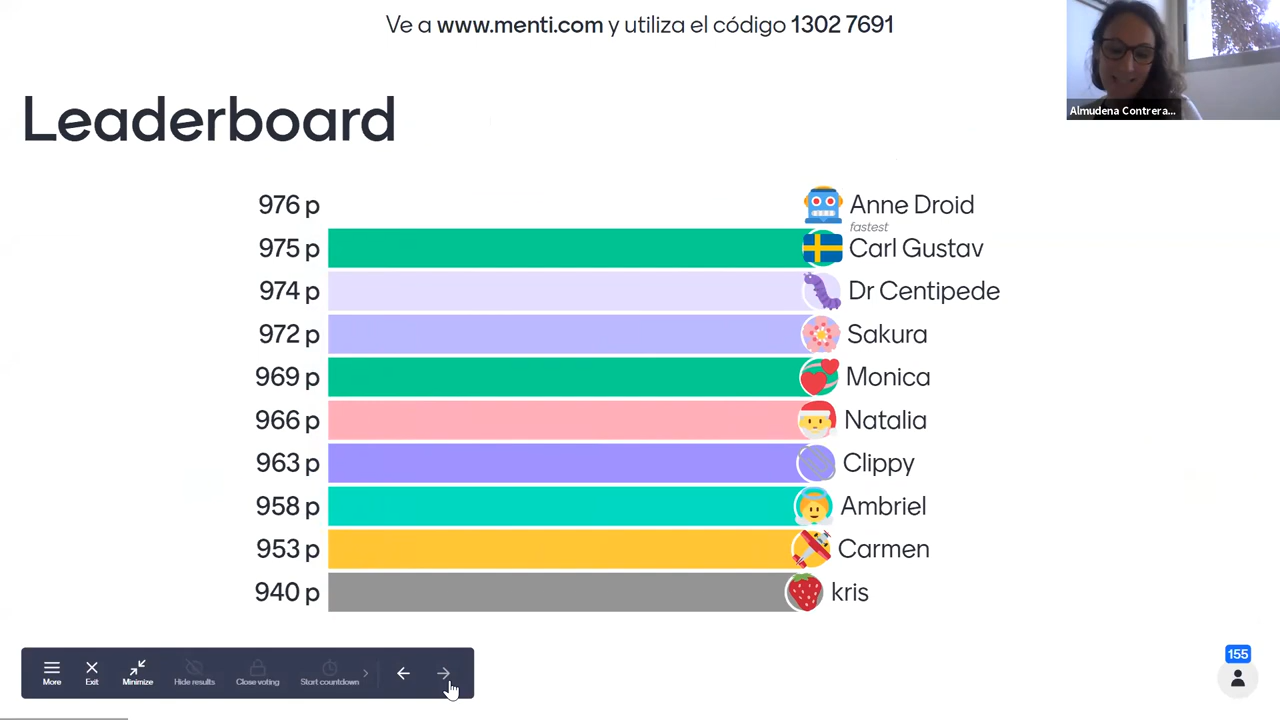 Ve a www.menti.com y utiliza el código 1302 7691
Almudena Contrera...
Leaderboard
976 p Anne Droid
fastest
975 p Carl Gustav
974 p Dr Centipede
972 p Sakura
969 p Monica
966 p Natalia
963 p Clippy
958 p Ambriel
953 p Carmen
940 p kris
More Exit Minimize Hide results Close voting Start countdown
155